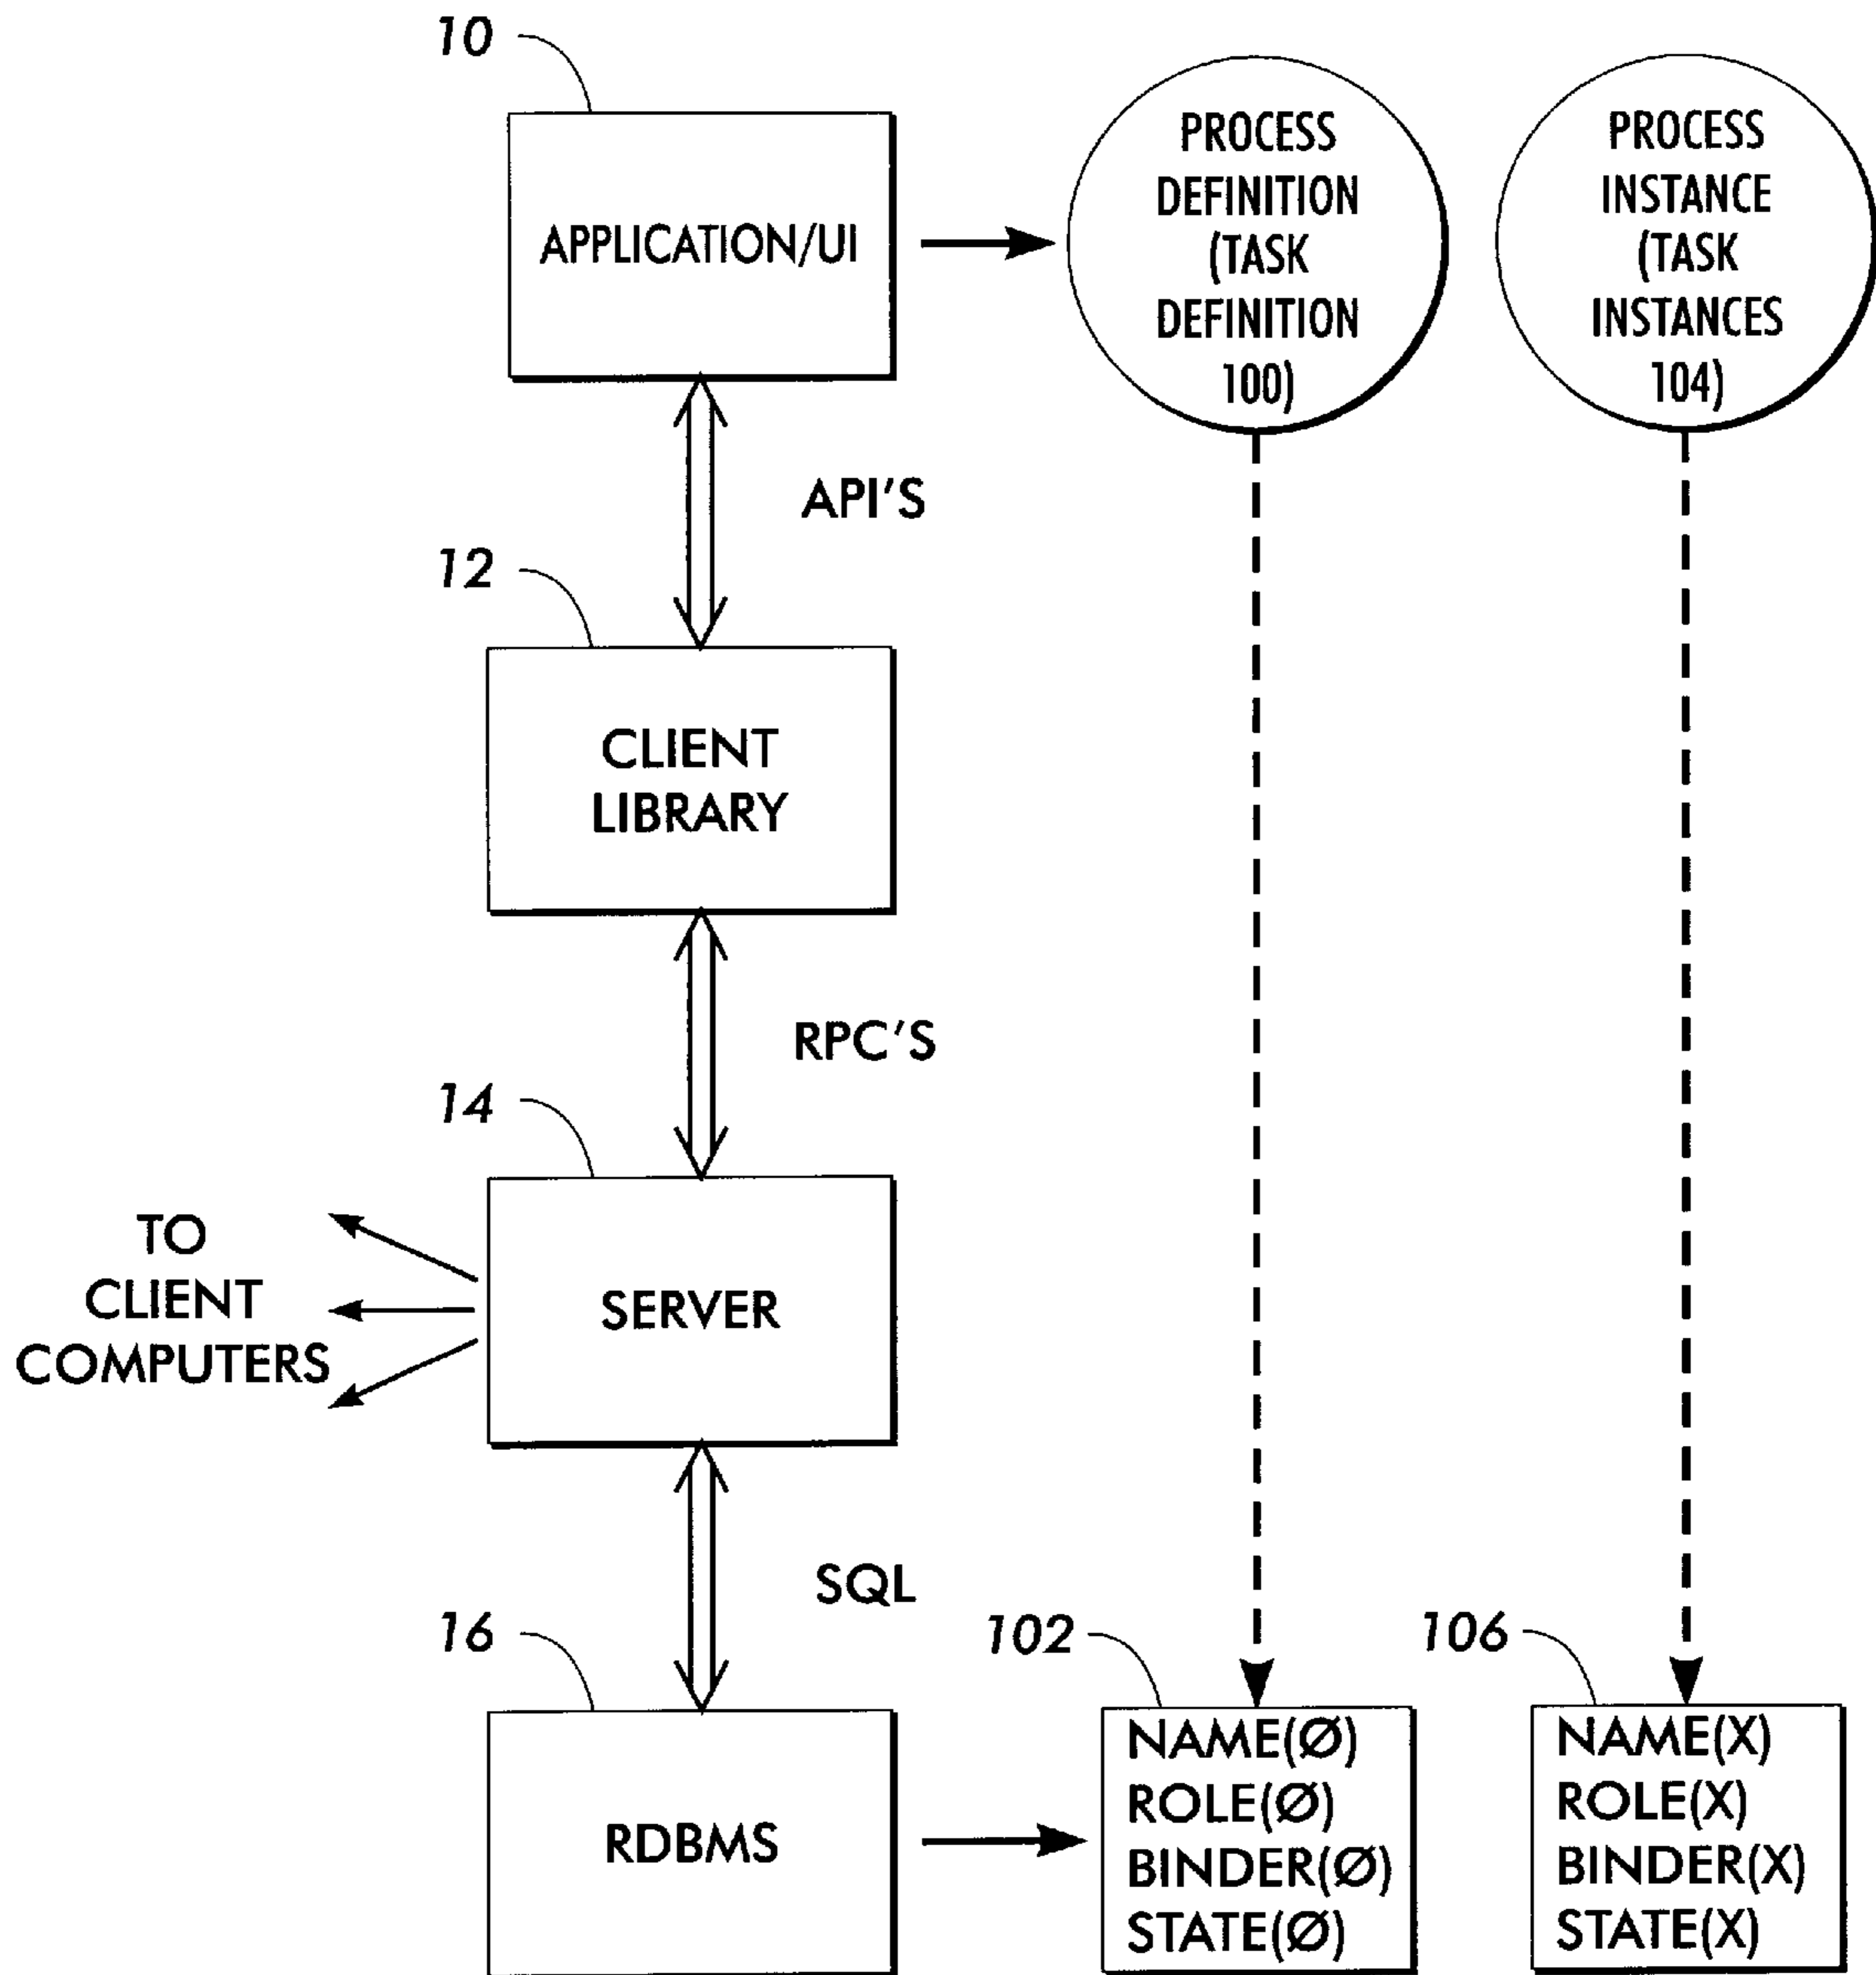 10
APPLICATION/UI
PROCESS
DEFINITION
(TASK
DEFINITION
100)
PROCESS
INSTANCE
(TASK
INSTANCES
104)
API'S
12
CLIENT
LIBRARY
RPC'S
14
TO
CLIENT
COMPUTERS
SERVER
SQL
16
RDBMS
102
NAME(Ø)
ROLE(Ø)
BINDER(Ø)
STATE(Ø)
106
NAME(X)
ROLE(X)
BINDER(X)
STATE(X)